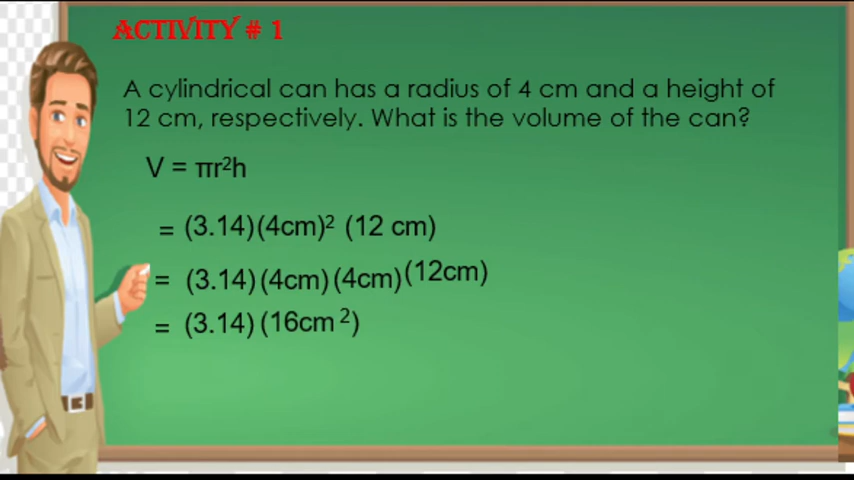 ACTIVITY # 1
A cylindrical can has a radius of 4 cm and a height of
12 cm, respectively. What is the volume of the can?
V = πr²h
= (3.14)(4cm)² (12 cm)
= (3.14)(4cm)(4cm)(12cm)
= (3.14)(16cm²)